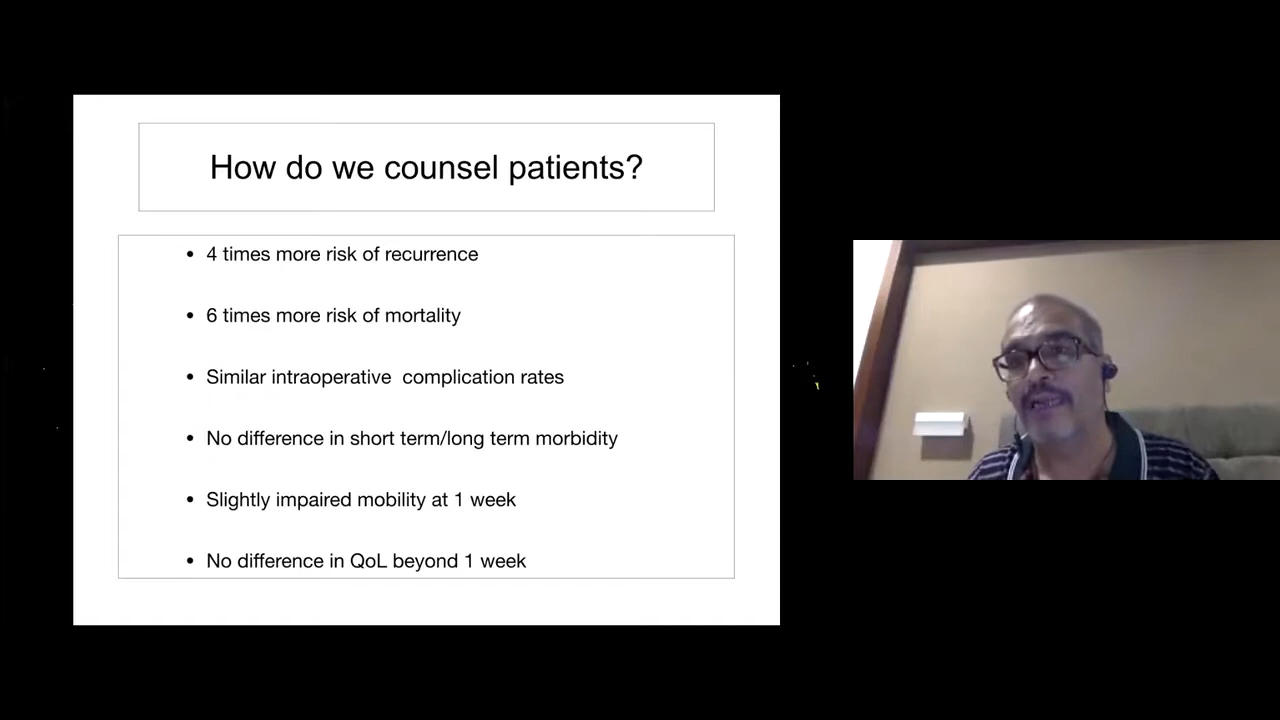 How do we counsel patients?
• 4 times more risk of recurrence
• 6 times more risk of mortality
• Similar intraoperative  complication rates
• No difference in short term/long term morbidity
• Slightly impaired mobility at 1 week
• No difference in QoL beyond 1 week